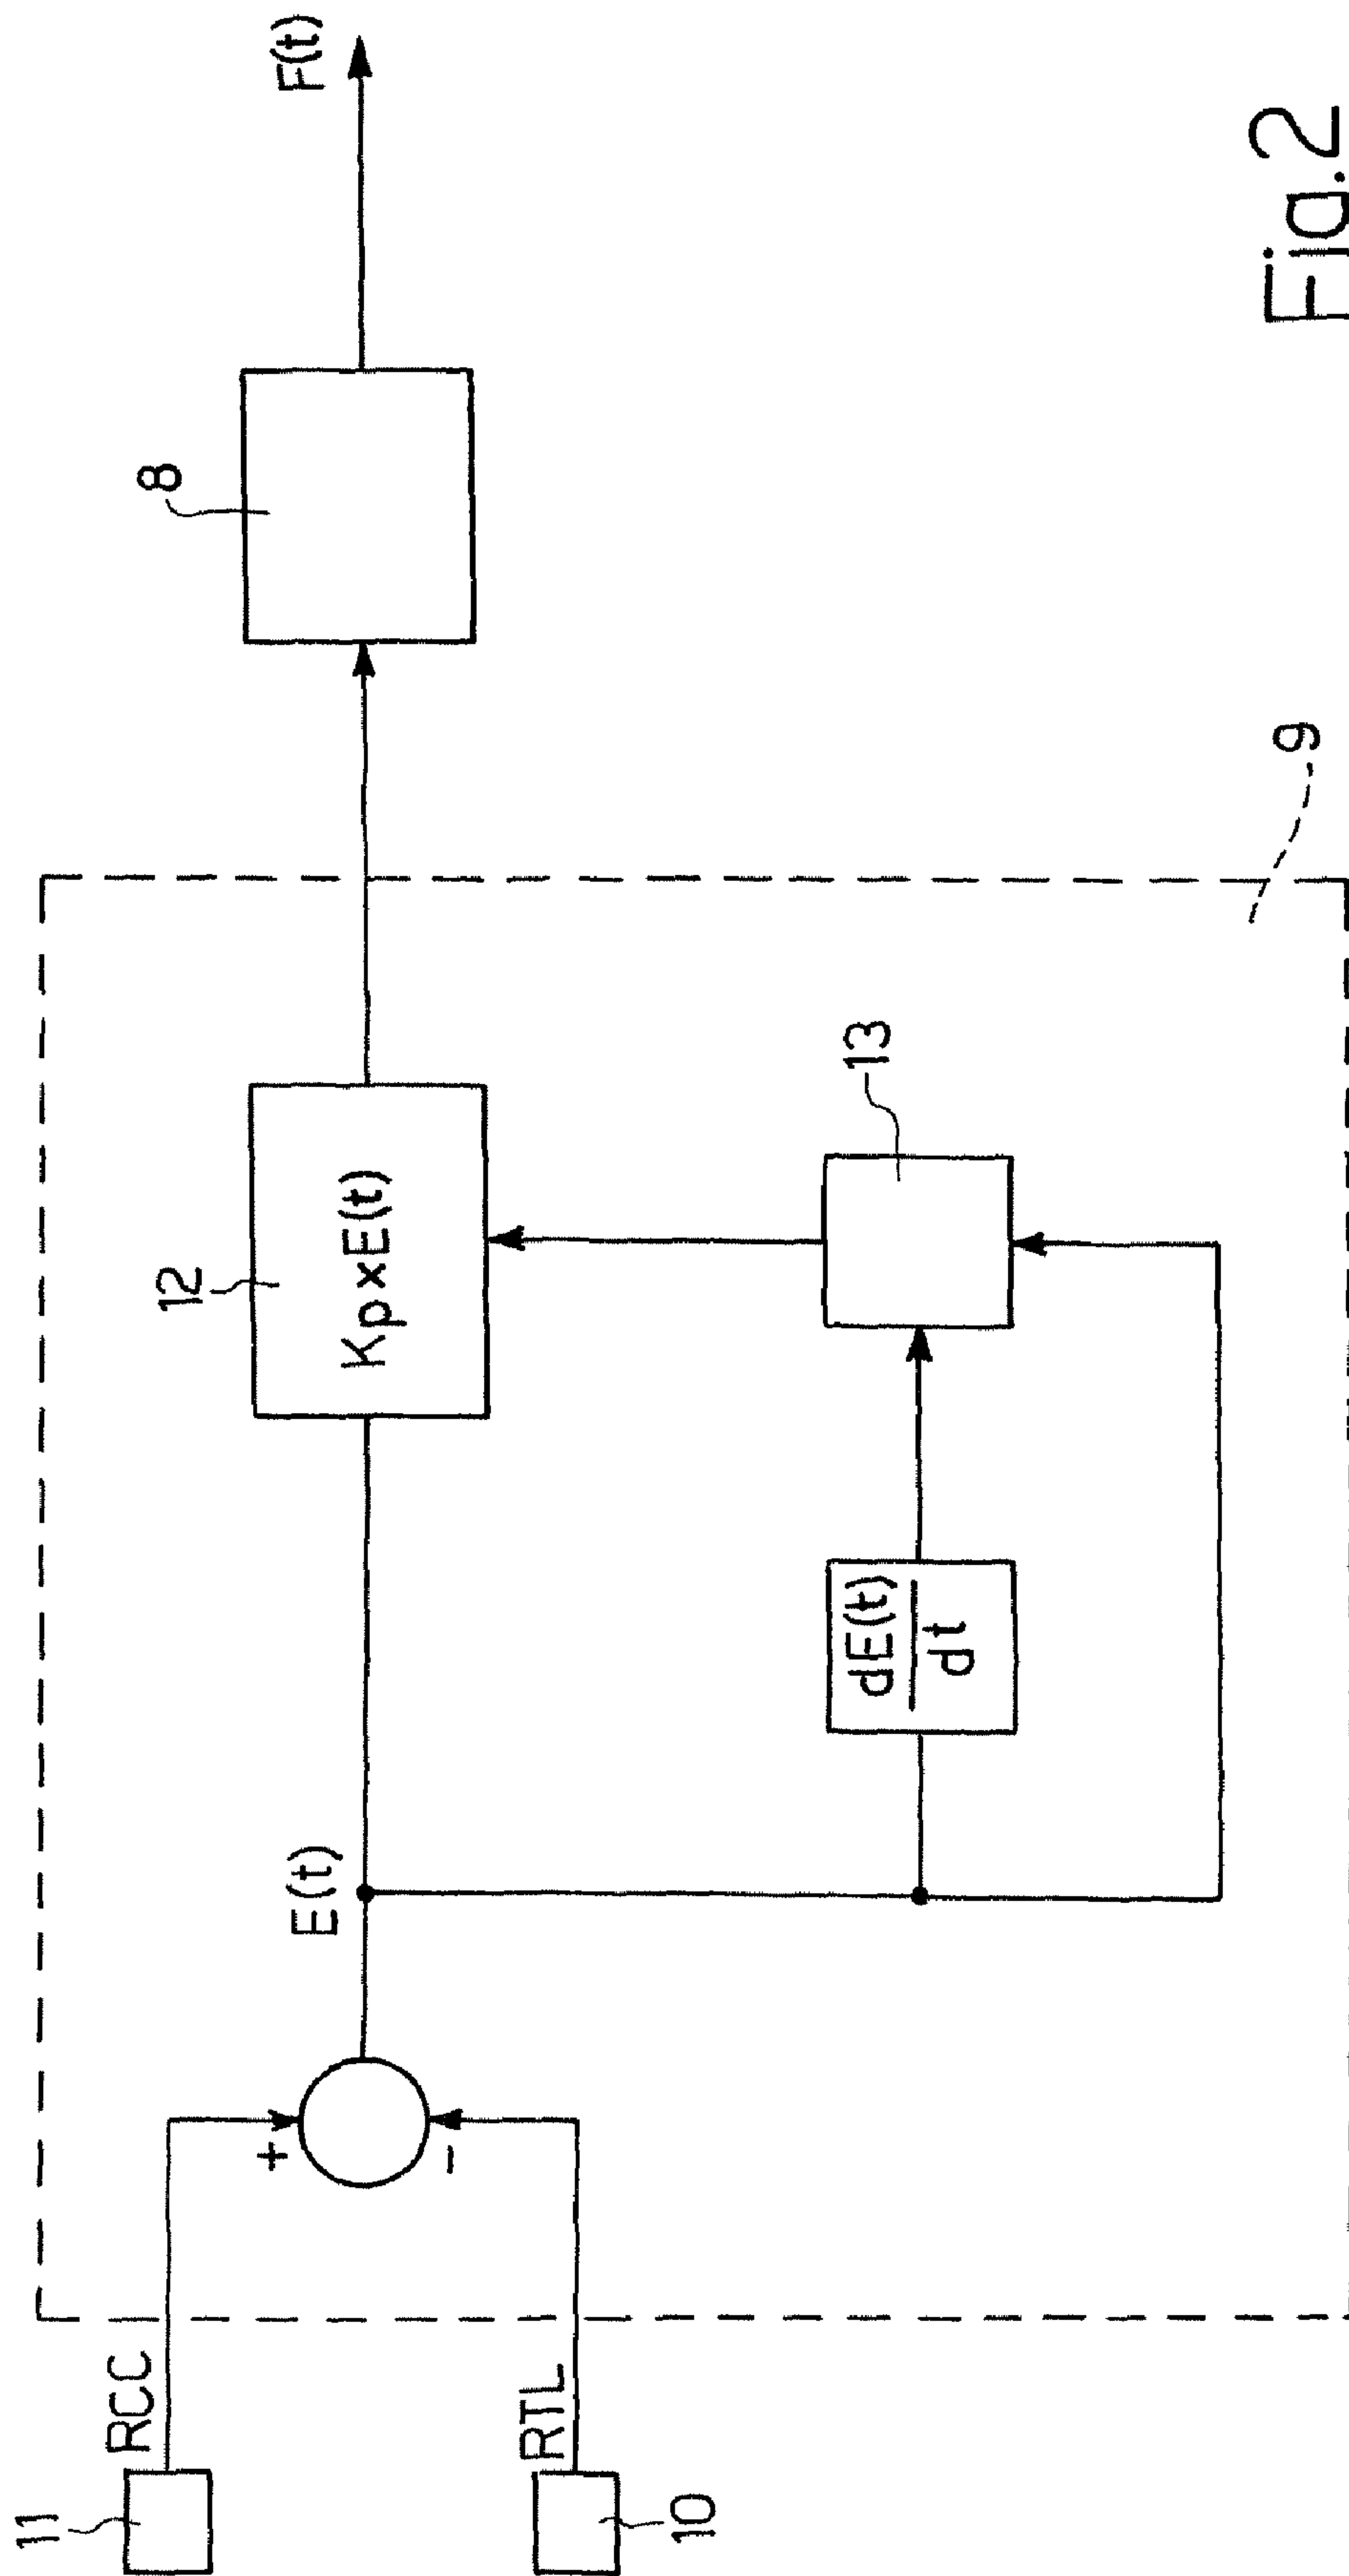 11
RCC
10
RTL
+
-
E(t)
12
Kp x E(t)
dE(t)
dt
13
9
8
F(t)
Fig.2